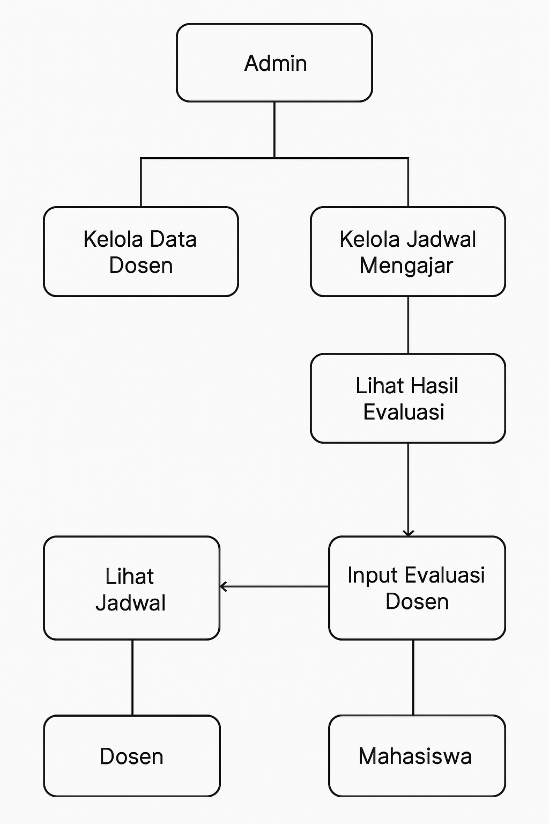 Admin
Kelola Data
Dosen
Kelola Jadwal
Mengajar
Lihat Hasil
Evaluasi
Lihat
Jadwal
Input Evaluasi
Dosen
Dosen
Mahasiswa